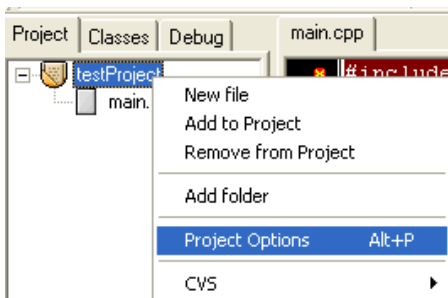 Project Classes Debug main.cpp
testProject #include
main.
New file
Add to Project
Remove from Project
Add folder
Project Options Alt+P
CVS